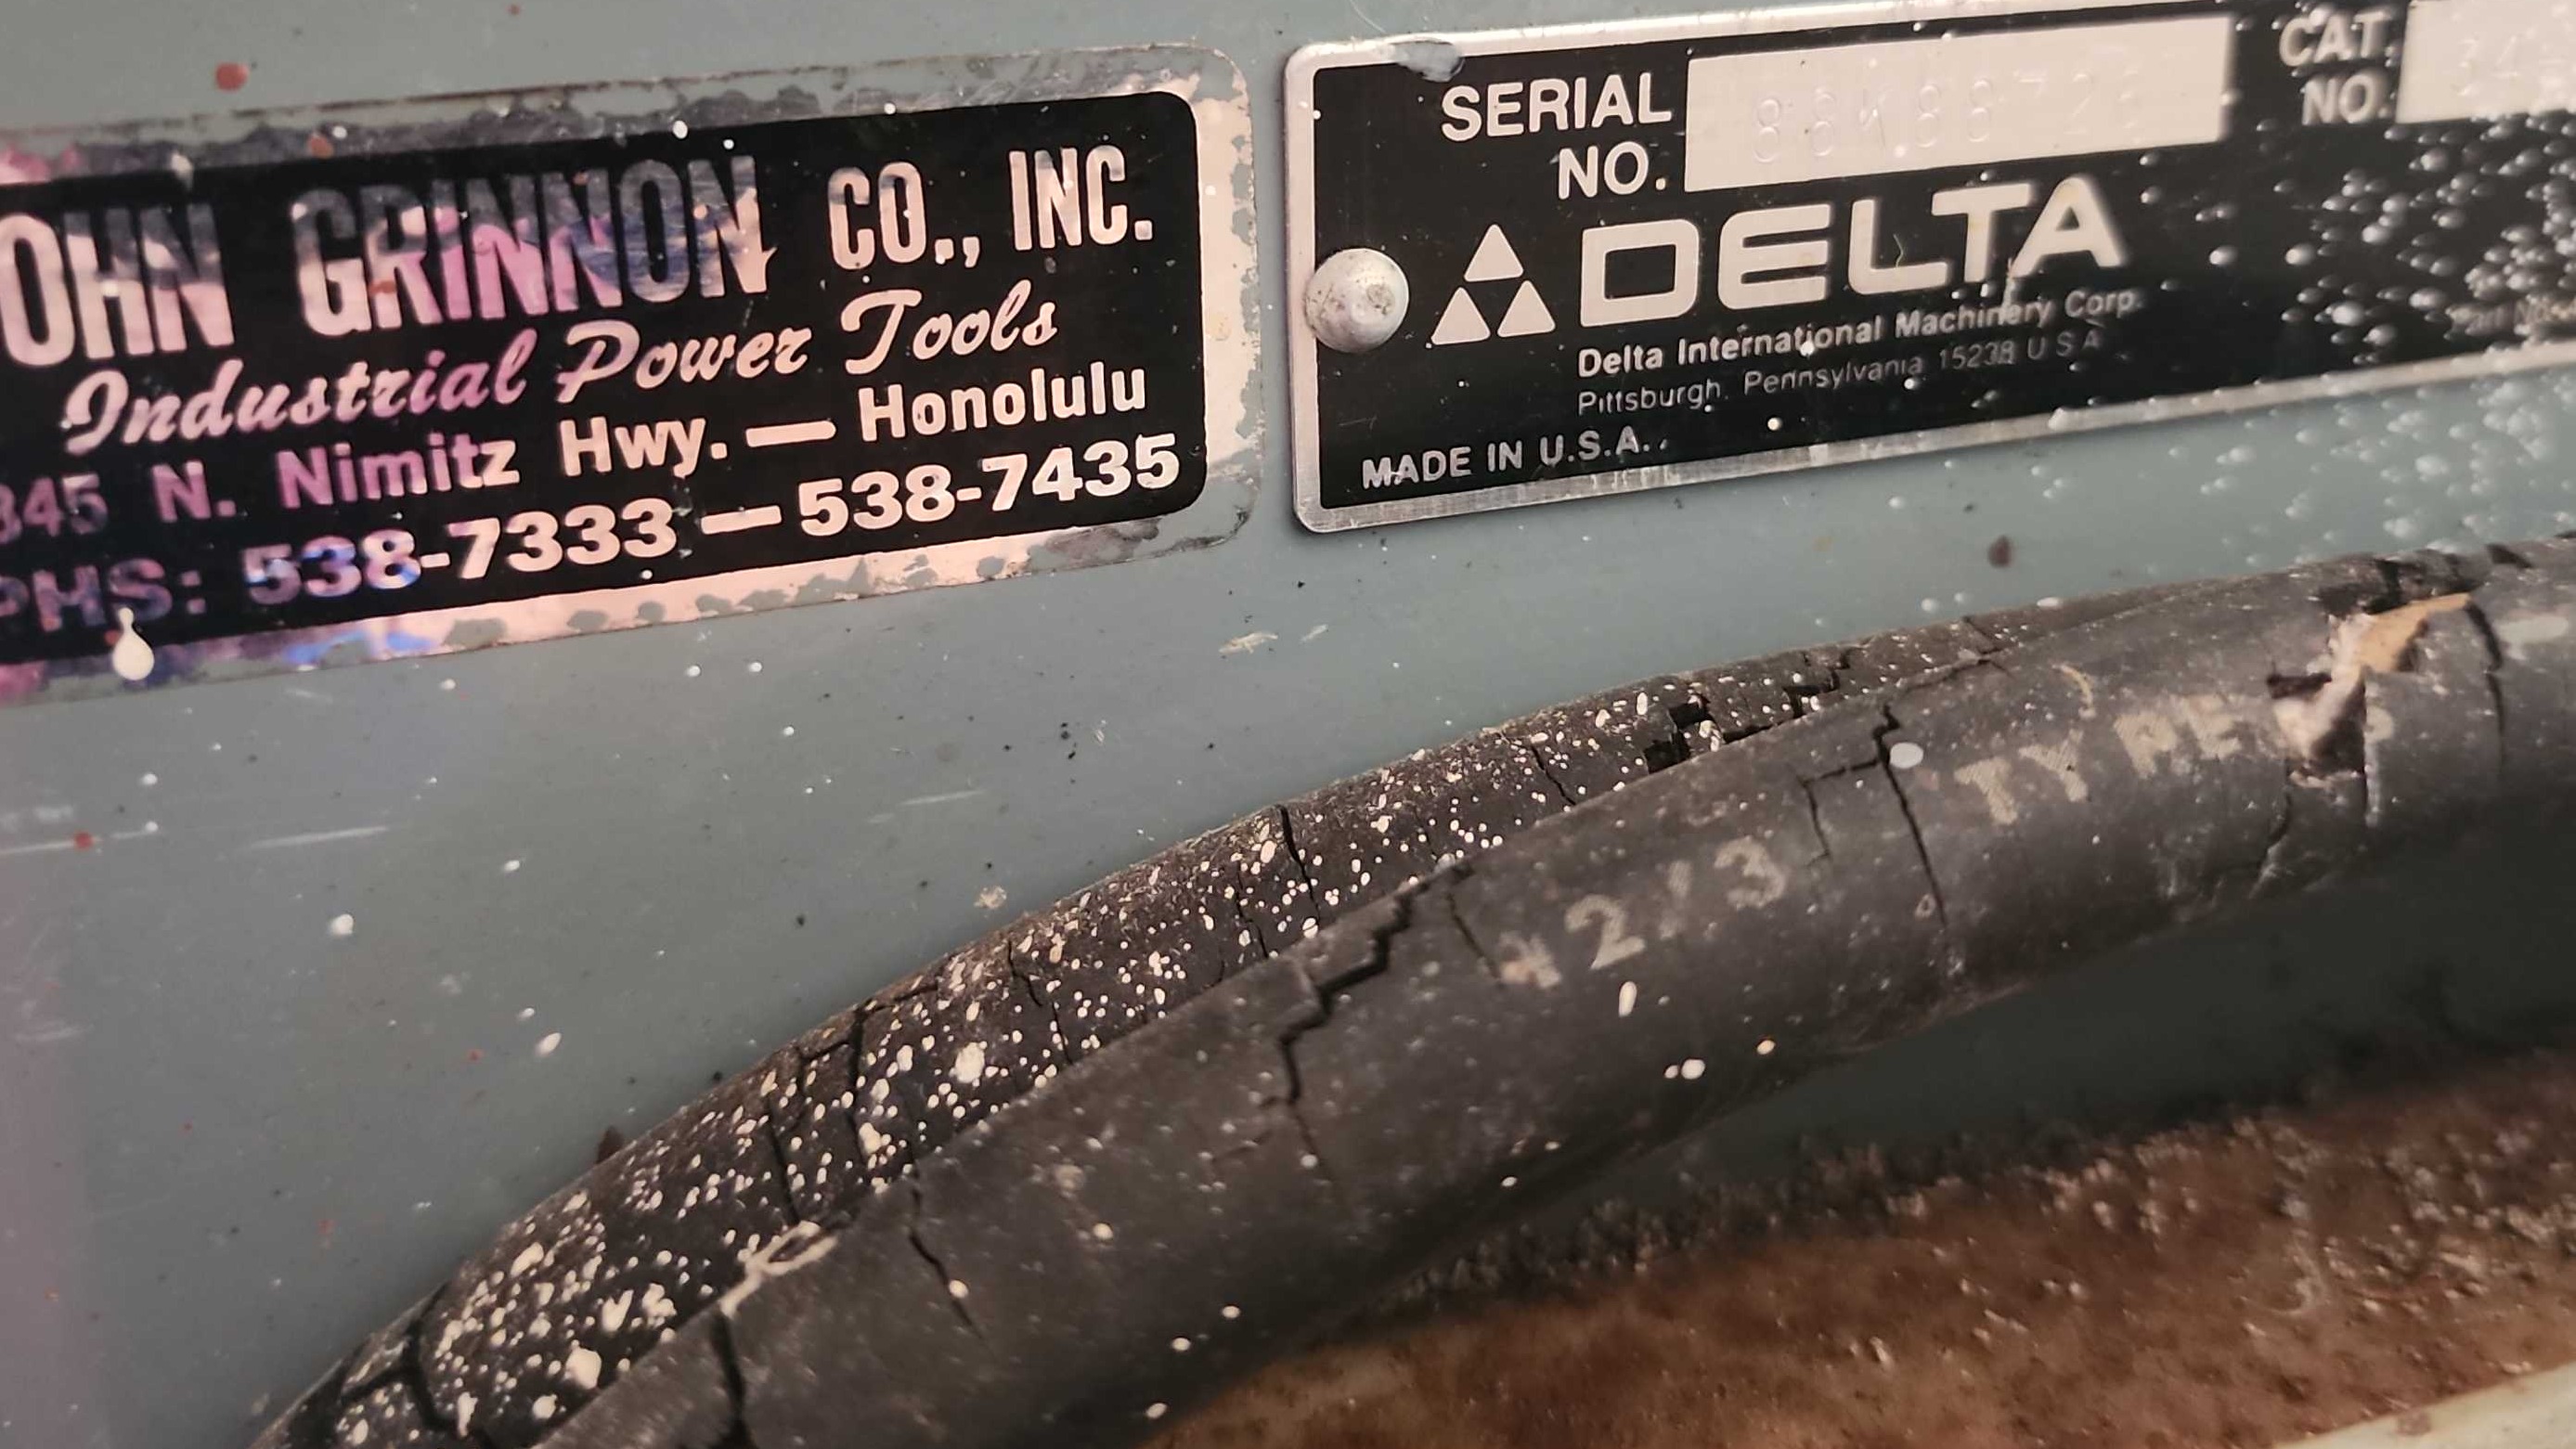 OHN GRINNON CO., INC.
Industrial Power Tools
345 N. Nimitz Hwy. — Honolulu
PHS: 538-7333 — 538-7435
SERIAL NO.
CAT. NO.
DELTA
Delta International Machinery Corp.
Pittsburgh, Pennsylvania 15238 U S A
MADE IN U.S.A.
12/3 TYPE